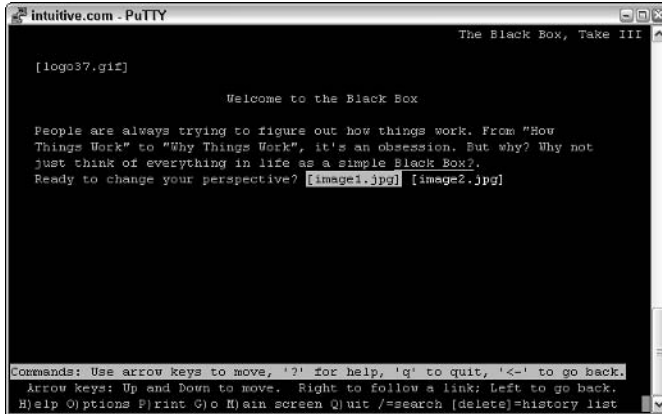 intuitive.com - PuTTY
The Black Box, Take III
[logo37.gif]
Welcome to the Black Box
People are always trying to figure out how things work. From "How
Things Work" to "Why Things Work", it's an obsession. But why? Why not
just think of everything in life as a simple Black Box?.
Ready to change your perspective? [image1.jpg] [image2.jpg]
Commands: Use arrow keys to move, '?' for help, 'q' to quit, '<-' to go back.
Arrow keys: Up and Down to move. Right to follow a link; Left to go back.
H)elp O)ptions P)rint G)o M)ain screen Q)uit /=search [delete]=history list